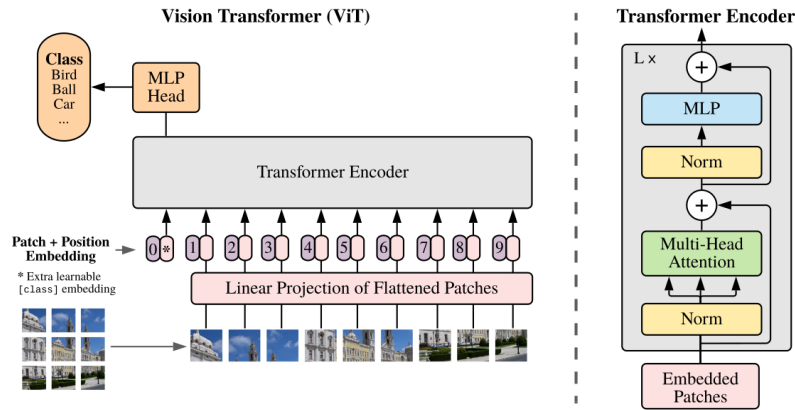 Vision Transformer (ViT)
Class
Bird
Ball
Car
...
MLP
Head
Transformer Encoder
Patch + Position
Embedding
* Extra learnable
[class] embedding
0 * 1 2 3 4 5 6 7 8 9
Linear Projection of Flattened Patches
Transformer Encoder
L ×
+
MLP
Norm
+
Multi-Head
Attention
Norm
Embedded
Patches